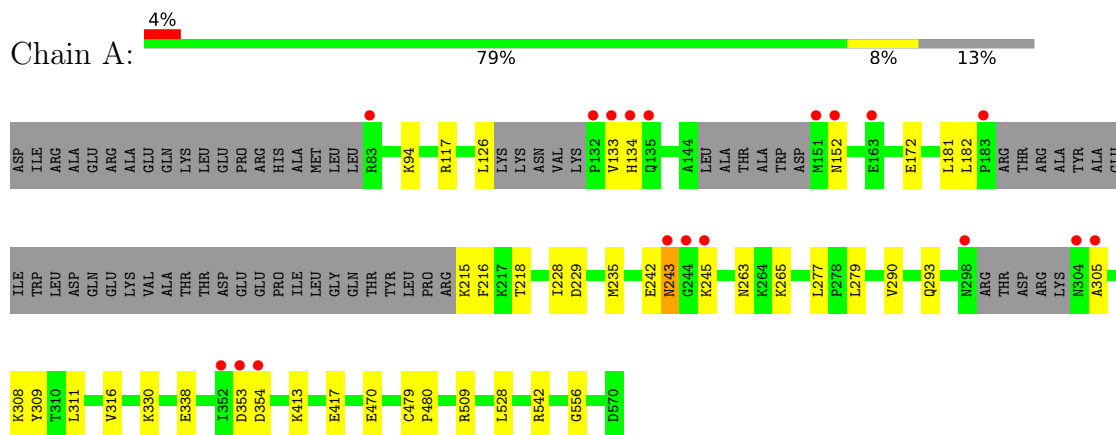 4%
Chain A:
79% 8% 13%
ASP ILE ARG ALA GLU ARG ALA GLU GLN LYS LEU GLU PRO ARG HIS ALA MET LEU LEU R83 K94 R117 L126 LYS LYS ASN VAL LYS P132 V133 H134 Q135 A144 LEU ALA THR ALA TRP ASP M151 N152 E163 E172 L181 L182 P183 ARG THR ARG ALA TYR ALA GLU
ILE TRP LEU ASP GLN GLU LYS VAL ALA THR THR ASP GLU GLU PRO ILE LEU GLY GLN THR TYR LEU PRO ARG K215 F216 K217 T218 I228 D229 M235 E242 N243 G244 K245 N263 K264 K265 L277 P278 L279 V290 Q293 N298 ARG THR ASP ARG LYS N304 A305
K308 Y309 T310 L311 V316 K330 E338 I352 D353 D354 K413 E417 E470 C479 P480 R509 L528 R542 G556 D570